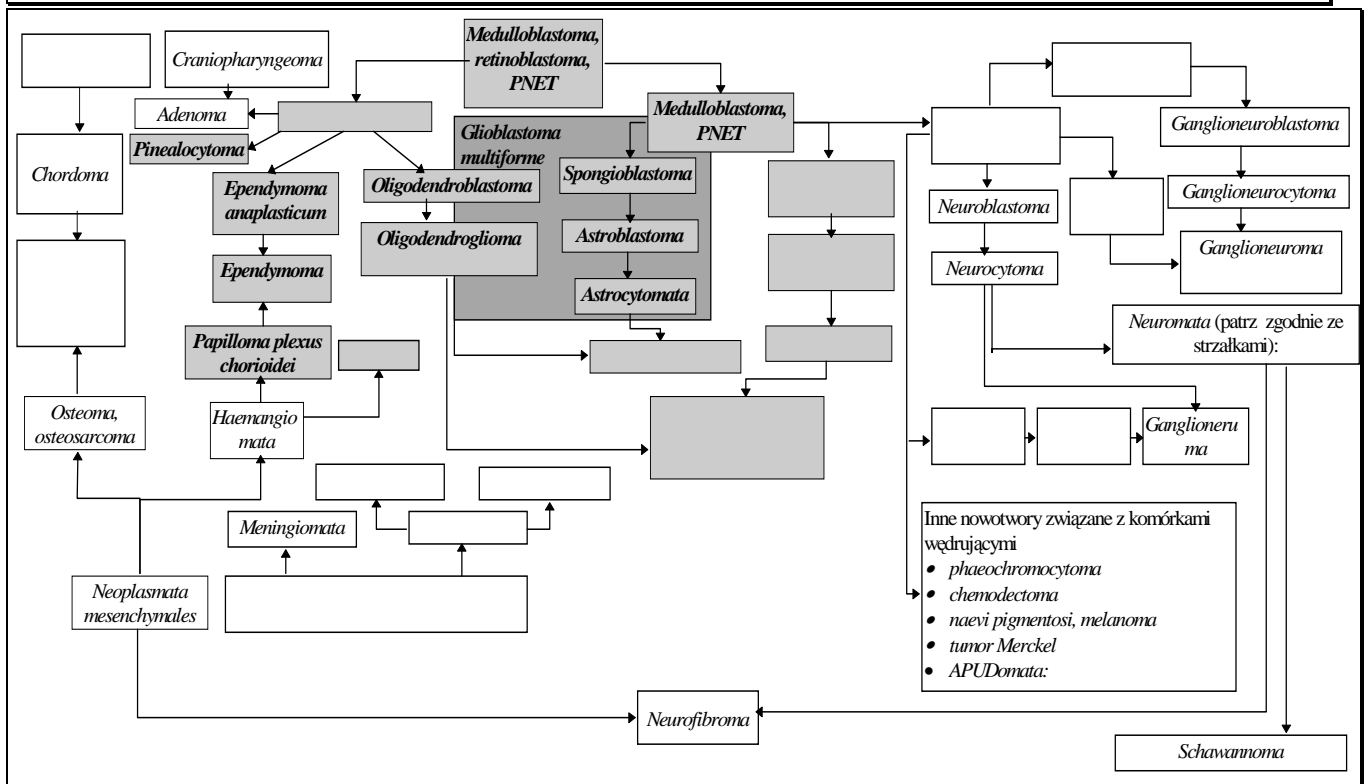 Medulloblastoma,
retinoblastoma,
PNET
Craniopharyngeoma
Adenoma
Pinealocytoma
Chordoma
Ependymoma
anaplasticum
Ependymoma
Papilloma plexus
chorioidei
Oligodendroblastoma
Oligodendroglioma
Glioblastoma
multiforme
Medulloblastoma,
PNET
Spongioblastoma
Astroblastoma
Astrocytomata
Neuroblastoma
Neurocytoma
Ganglioneuroblastoma
Ganglioneurocytoma
Ganglioneuroma
Neuromata (patrz zgodnie ze
strzałkami):
Osteoma,
osteosarcoma
Haemangio
mata
Ganglioneru
ma
Meningiomata
Neoplasmata
mesenchymales
Inne nowotwory związane z komórkami
wędrującymi
• phaeochromocytoma
• chemodectoma
• naevi pigmentosi, melanoma
• tumor Merckel
• APUDomata:
Neurofibroma
Schawannoma